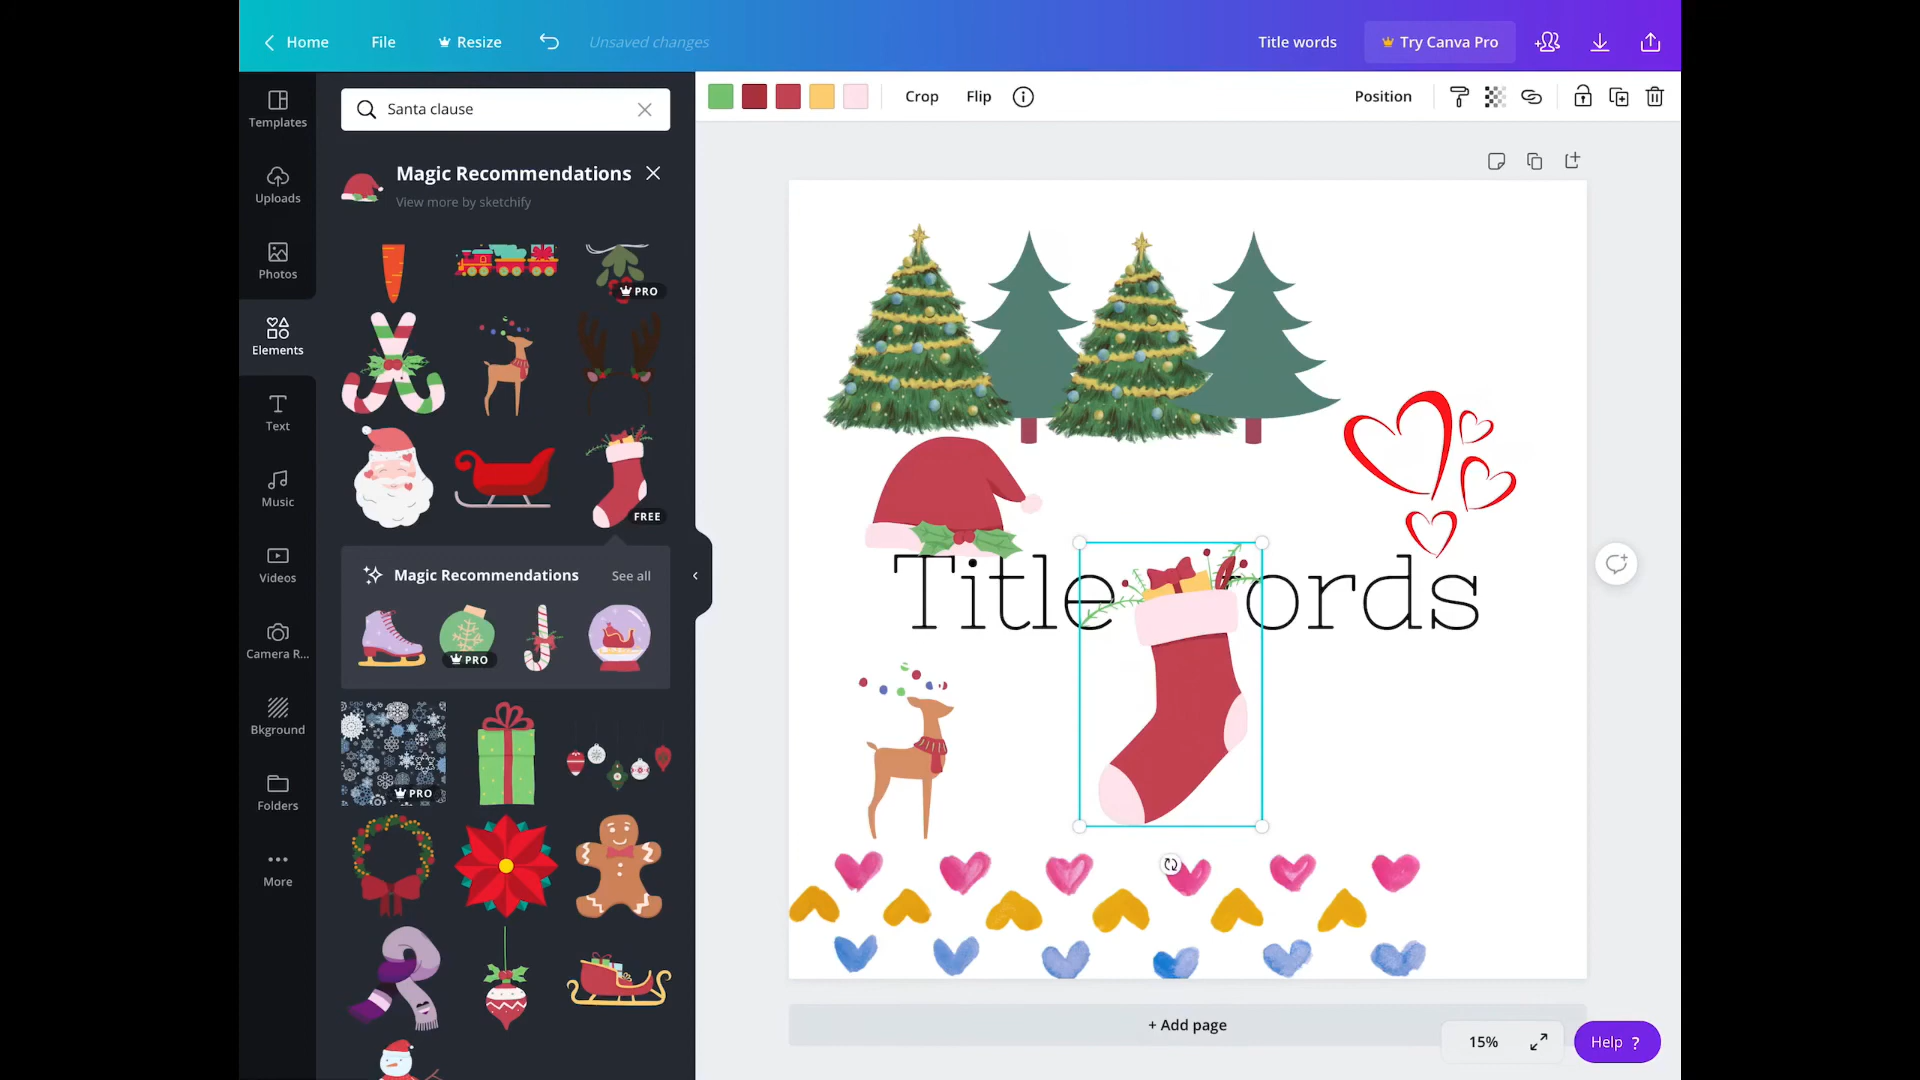 Home
File
Resize
Unsaved changes
Title words
Try Canva Pro
Templates
Uploads
Photos
Elements
Text
Music
Videos
Camera R...
Bkground
Folders
More
Santa clause
Magic Recommendations
View more by sketchify
PRO
FREE
Magic Recommendations
See all
PRO
PRO
Crop
Flip
Position
Title words
+ Add page
15%
Help ?